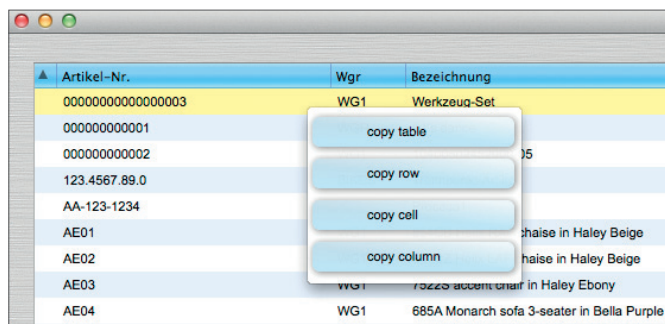 Artikel-Nr. Wgr Bezeichnung
00000000000000003 WG1 Werkzeug-Set
000000000001
copy table
000000000002 05
123.4567.89.0
copy row
AA-123-1234
copy cell
AE01 chaise in Haley Beige
AE02 haise in Haley Beige
copy column
AE03 WG1 7522S accent chair in Haley Ebony
AE04 WG1 685A Monarch sofa 3-seater in Bella Purple